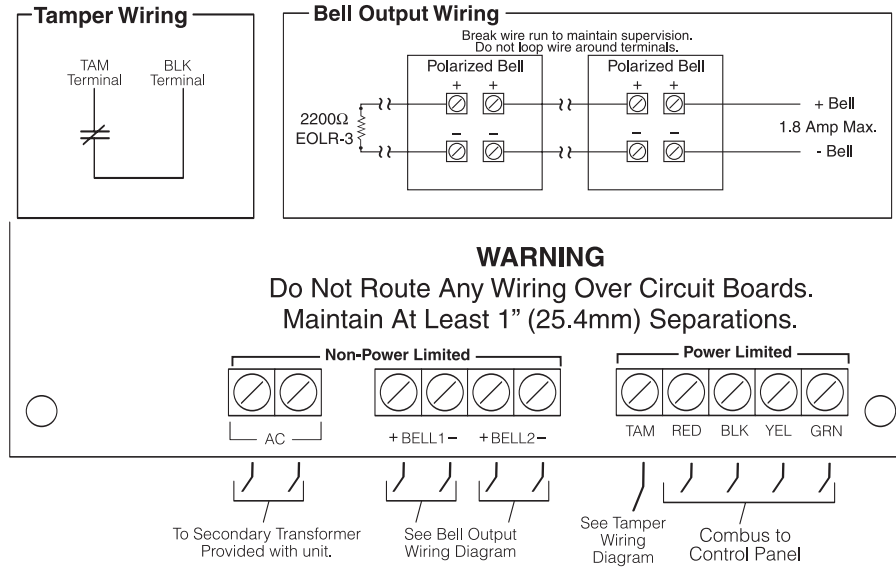 Tamper Wiring
TAM
Terminal
BLK
Terminal
Bell Output Wiring
Break wire run to maintain supervision.
Do not loop wire around terminals.
Polarized Bell
+ +
- -
Polarized Bell
+ +
- -
2200Ω
EOLR-3
+ Bell
1.8 Amp Max.
- Bell
WARNING
Do Not Route Any Wiring Over Circuit Boards.
Maintain At Least 1” (25.4mm) Separations.
Non-Power Limited
Power Limited
AC
+ BELL1 - + BELL2 -
TAM RED BLK YEL GRN
To Secondary Transformer
Provided with unit.
See Bell Output
Wiring Diagram
See Tamper
Wiring
Diagram
Combus to
Control Panel